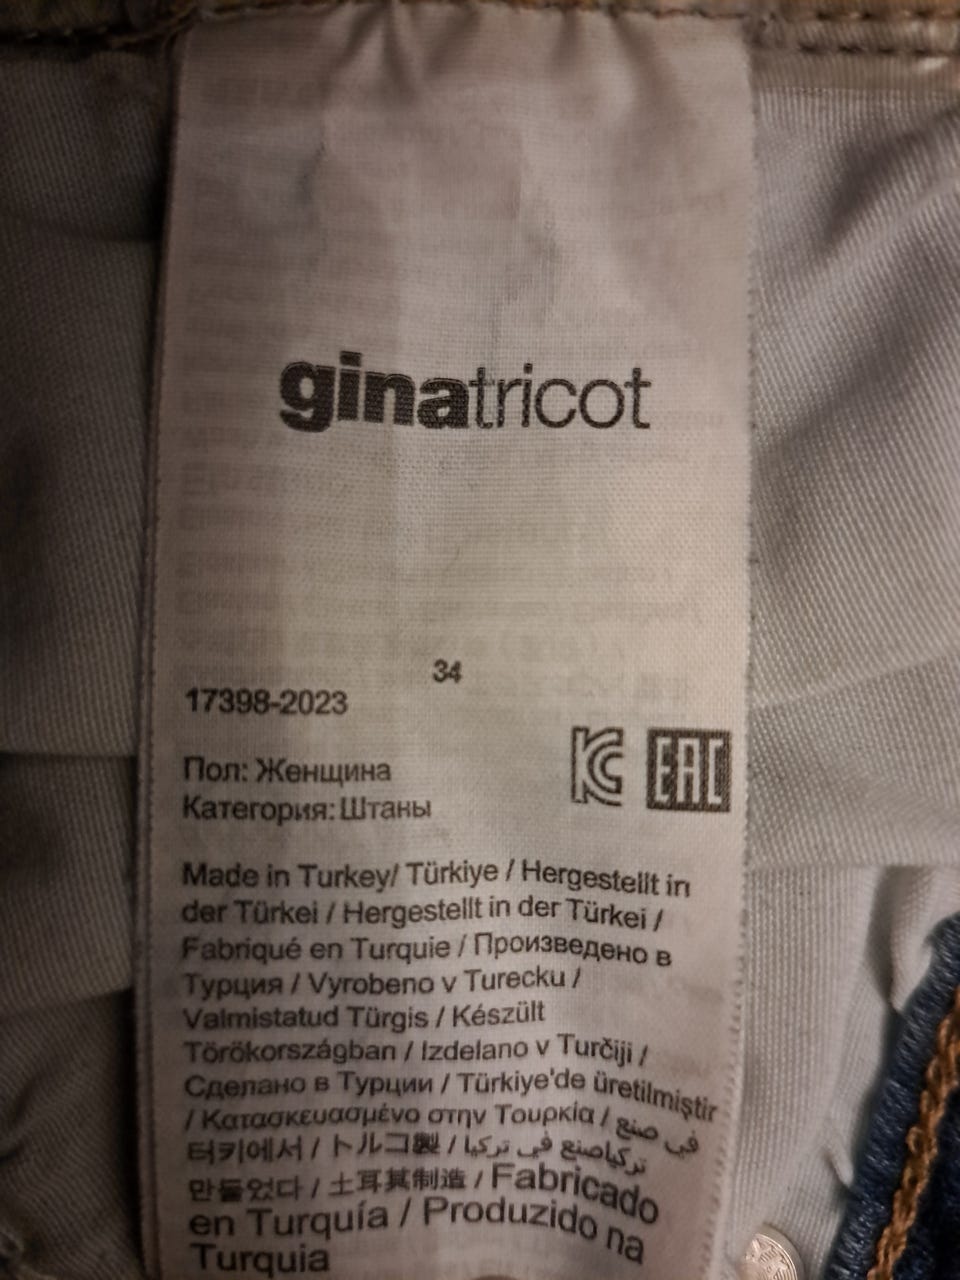 ginatricot
34
17398-2023
KC EAC
Пол: Женщина
Категория: Штаны
Made in Turkey/ Türkiye / Hergestellt in
der Türkei / Hergestellt in der Türkei /
Fabriqué en Turquie / Произведено в
Турция / Vyrobeno v Turecku /
Valmistatud Türgis / Készült
Törökországban / Izdelano v Turčiji /
Сделано в Турции / Türkiye'de üretilmiştir
/ Κατασκευασμένο στην Τουρκία / في صنع
터키에서 / トルコ製 / تركياصنع في تركيا
만들었다 / 土耳其制造 / Fabricado
en Turquía / Produzido na
Turquia